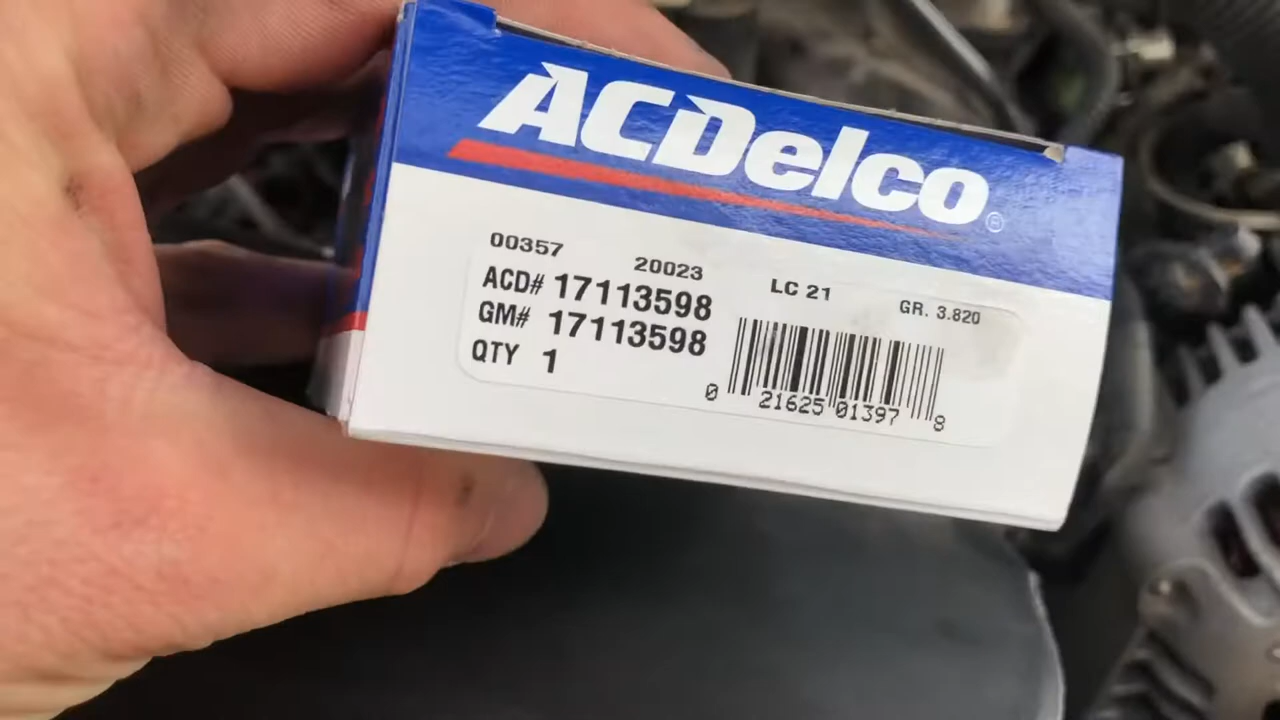 ACDelco®
00357 20023 LC 21 GR. 3.820
ACD# 17113598
GM# 17113598
QTY 1
0 21625 01397 8